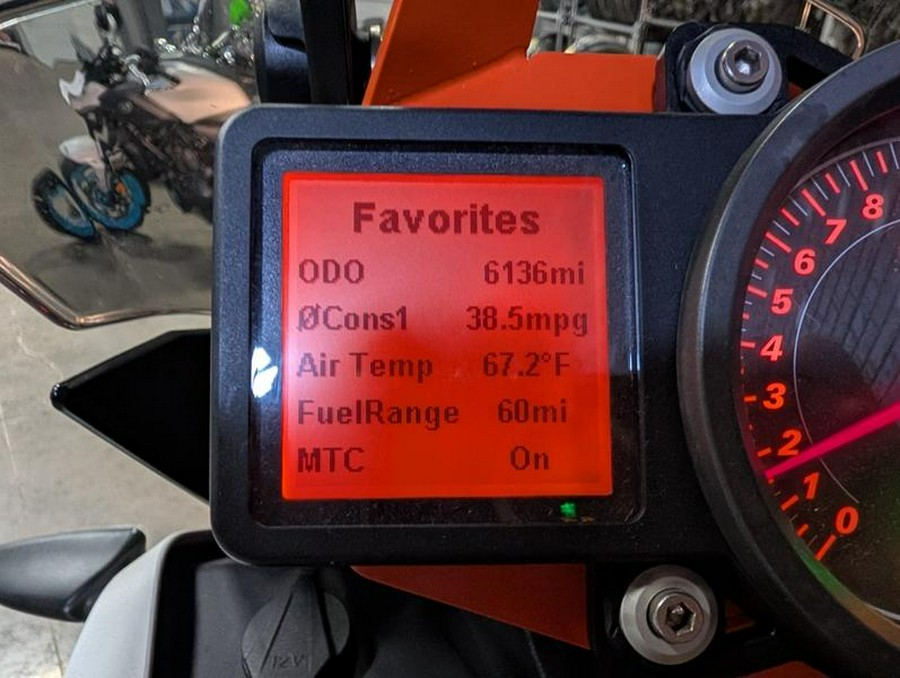 Favorites
ODO 6136mi
ØCons1 38.5mpg
Air Temp 67.2°F
FuelRange 60mi
MTC On
8
7
6
5
4
3
2
1
0
12V